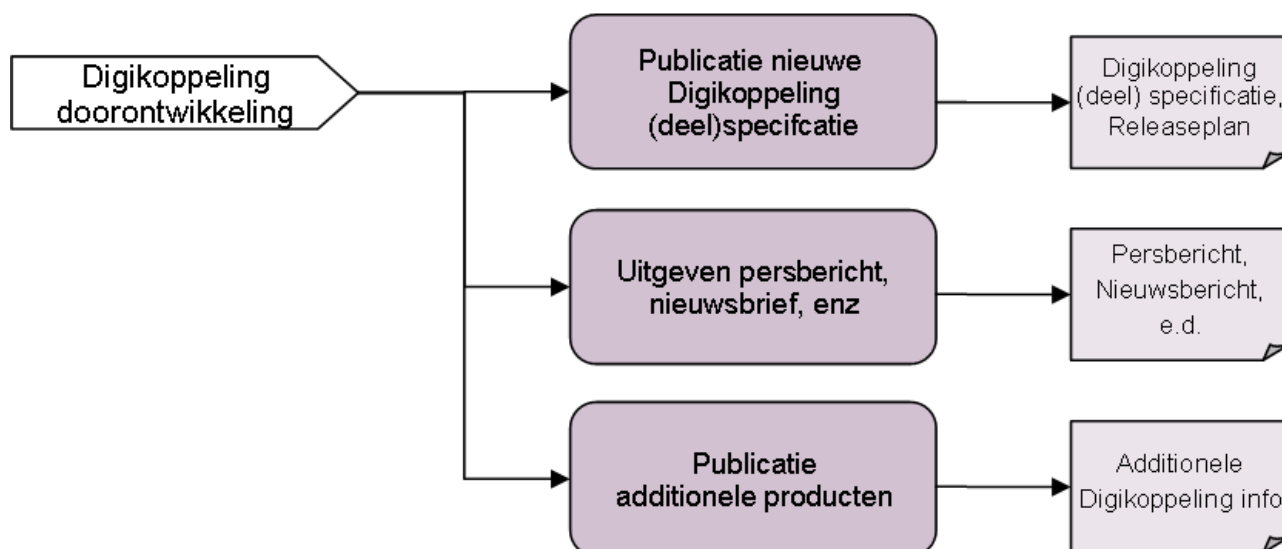 Digikoppeling
doorontwikkeling
Publicatie nieuwe
Digikoppeling
(deel)specifcatie
Digikoppeling
(deel) specificatie,
Releaseplan
Uitgeven persbericht,
nieuwsbrief, enz
Persbericht,
Nieuwsbericht,
e.d.
Publicatie
additionele producten
Additionele
Digikoppeling info